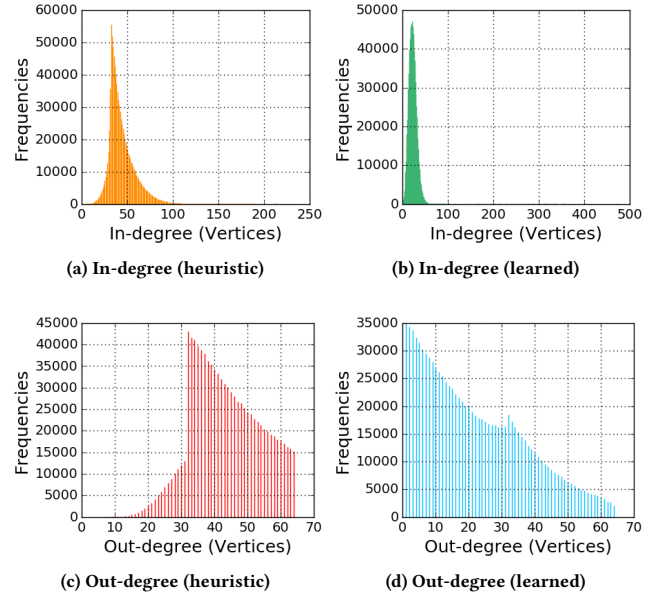 60000
50000
40000
30000
20000
10000
0
Frequencies
0 50 100 150 200 250
In-degree (Vertices)
(a) In-degree (heuristic)
50000
40000
30000
20000
10000
0
Frequencies
0 100 200 300 400 500
In-degree (Vertices)
(b) In-degree (learned)
45000
40000
35000
30000
25000
20000
15000
10000
5000
0
Frequencies
0 10 20 30 40 50 60 70
Out-degree (Vertices)
(c) Out-degree (heuristic)
35000
30000
25000
20000
15000
10000
5000
0
Frequencies
0 10 20 30 40 50 60 70
Out-degree (Vertices)
(d) Out-degree (learned)